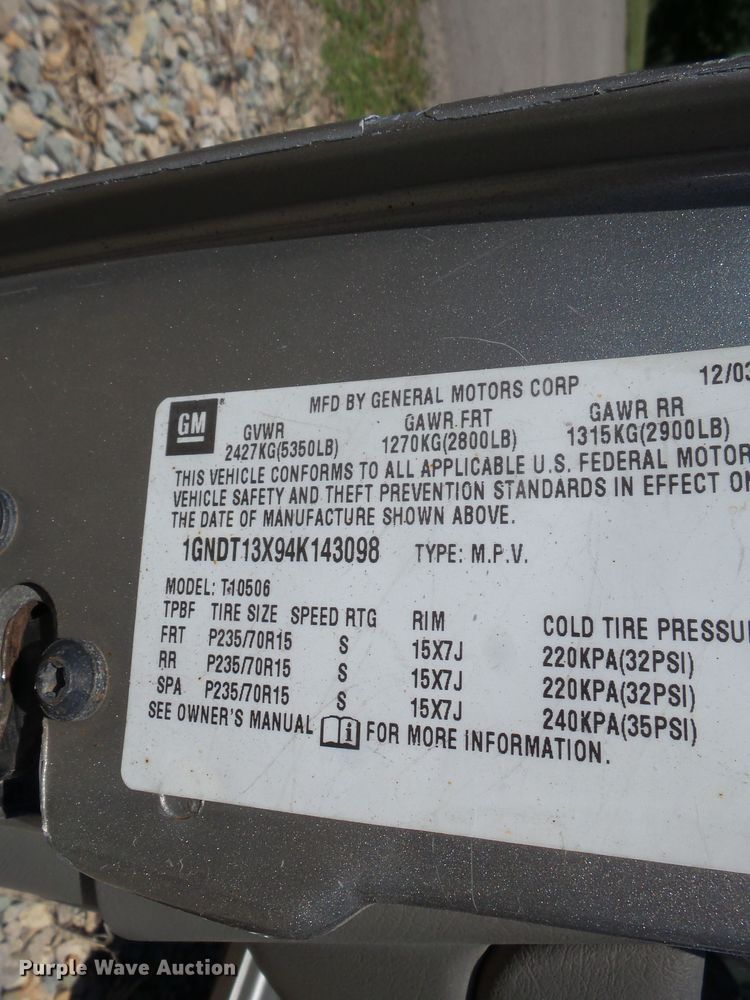 GM ®
MFD BY GENERAL MOTORS CORP 12/03
GVWR GAWR FRT GAWR RR
2427KG(5350LB) 1270KG(2800LB) 1315KG(2900LB)
THIS VEHICLE CONFORMS TO ALL APPLICABLE U.S. FEDERAL MOTOR
VEHICLE SAFETY AND THEFT PREVENTION STANDARDS IN EFFECT ON
THE DATE OF MANUFACTURE SHOWN ABOVE.
1GNDT13X94K143098 TYPE: M.P.V.
MODEL: T10506
TPBF TIRE SIZE SPEED RTG RIM COLD TIRE PRESSU
FRT P235/70R15 S 15X7J 220KPA(32PSI)
RR P235/70R15 S 15X7J 220KPA(32PSI)
SPA P235/70R15 S 15X7J 240KPA(35PSI)
SEE OWNER'S MANUAL i FOR MORE INFORMATION.
Purple Wave Auction